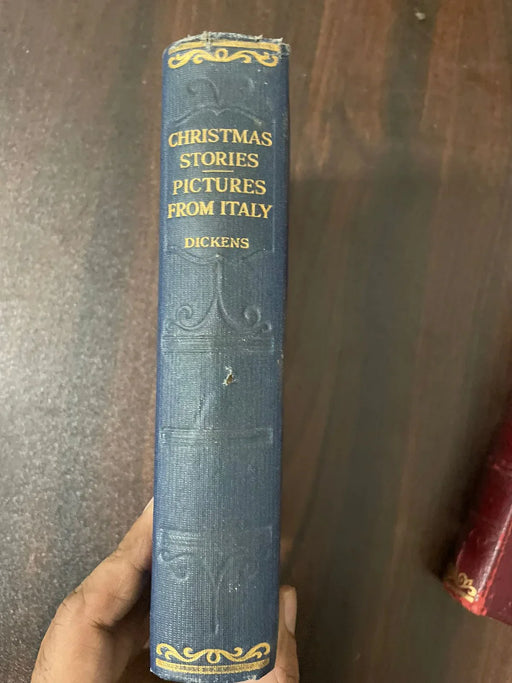 CHRISTMAS
STORIES
PICTURES
FROM ITALY
DICKENS